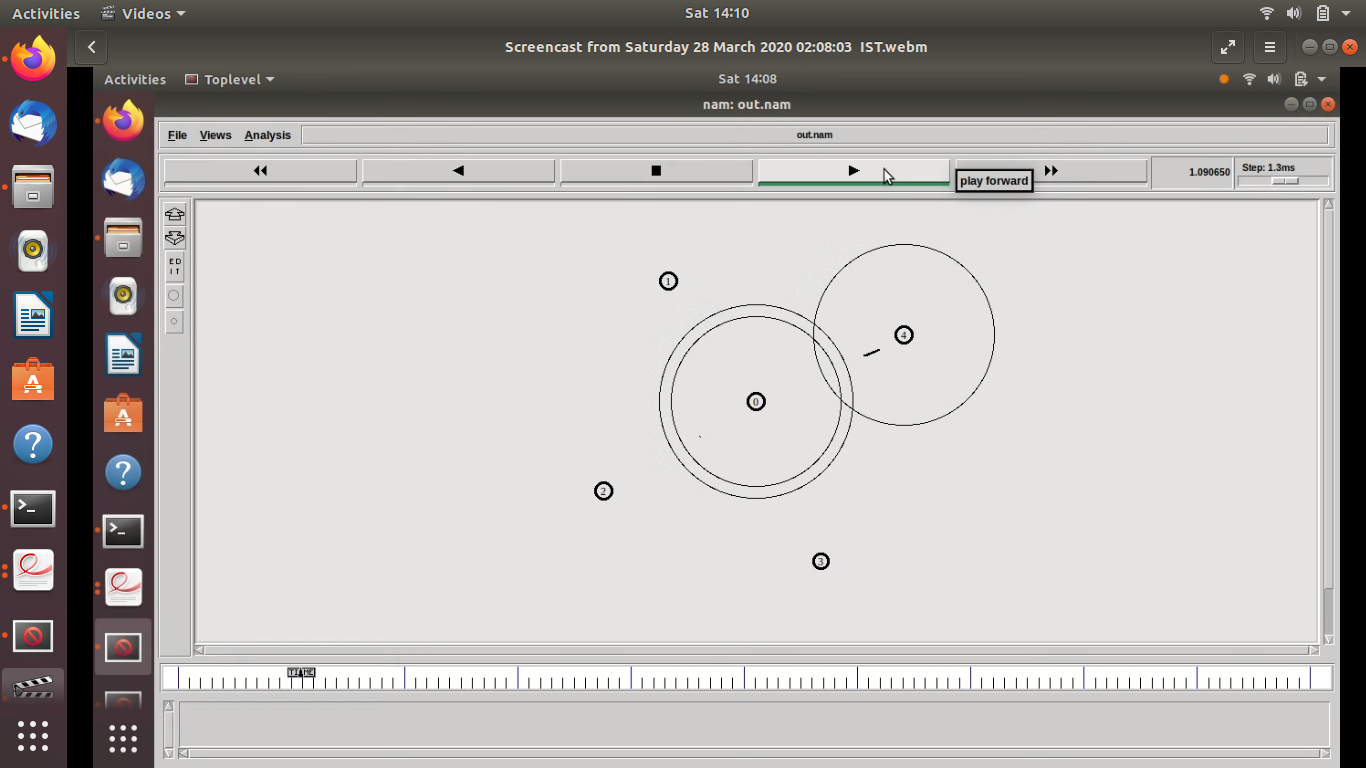 Activities Videos Sat 14:10
Screencast from Saturday 28 March 2020 02:08:03 IST.webm
Activities Toplevel Sat 14:08
nam: out.nam
File Views Analysis out.nam
play forward 1.090650 Step: 1.3ms
E D
I T
1
4
0
2
3
TIME